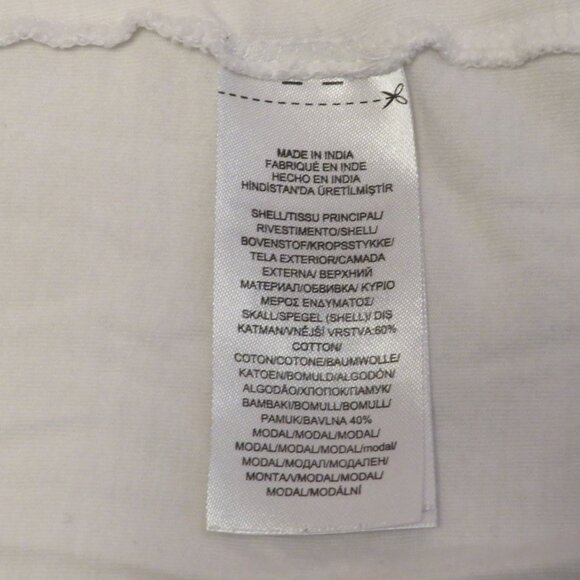 MADE IN INDIA
FABRIQUÉ EN INDE
HECHO EN INDIA
HİNDİSTAN'DA ÜRETİLMİŞTİR
SHELL/TISSU PRINCIPAL/
RIVESTIMENTO/SHELL/
BOVENSTOF/KROPSSTYKKE/
TELA EXTERIOR/CAMADA
EXTERNA/ ВЕРХНИЙ
МАТЕРИАЛ/ОБВИВКА/ ΚΥΡΙΟ
ΜΕΡΟΣ ΕΝΔΥΜΑΤΟΣ/
SKALL/SPEGEL (SHELL)/ DIŞ
KATMAN/VNĚJŠÍ VRSTVA:60%
COTTON/
COTON/COTONE/BAUMWOLLE/
KATOEN/BOMULD/ALGODÓN/
ALGODÃO/ХЛОПОК/ПАМУК/
ΒΑΜΒΑΚΙ/BOMULL/BOMULL/
PAMUK/BAVLNA 40%
MODAL/MODAL/MODAL/
MODAL/MODAL/MODAL/modal/
MODAL/МОДАЛ/МОДАЛЕН/
ΜΟΝΤΑΛ/MODAL/MODAL/
MODAL/MODÁLNÍ